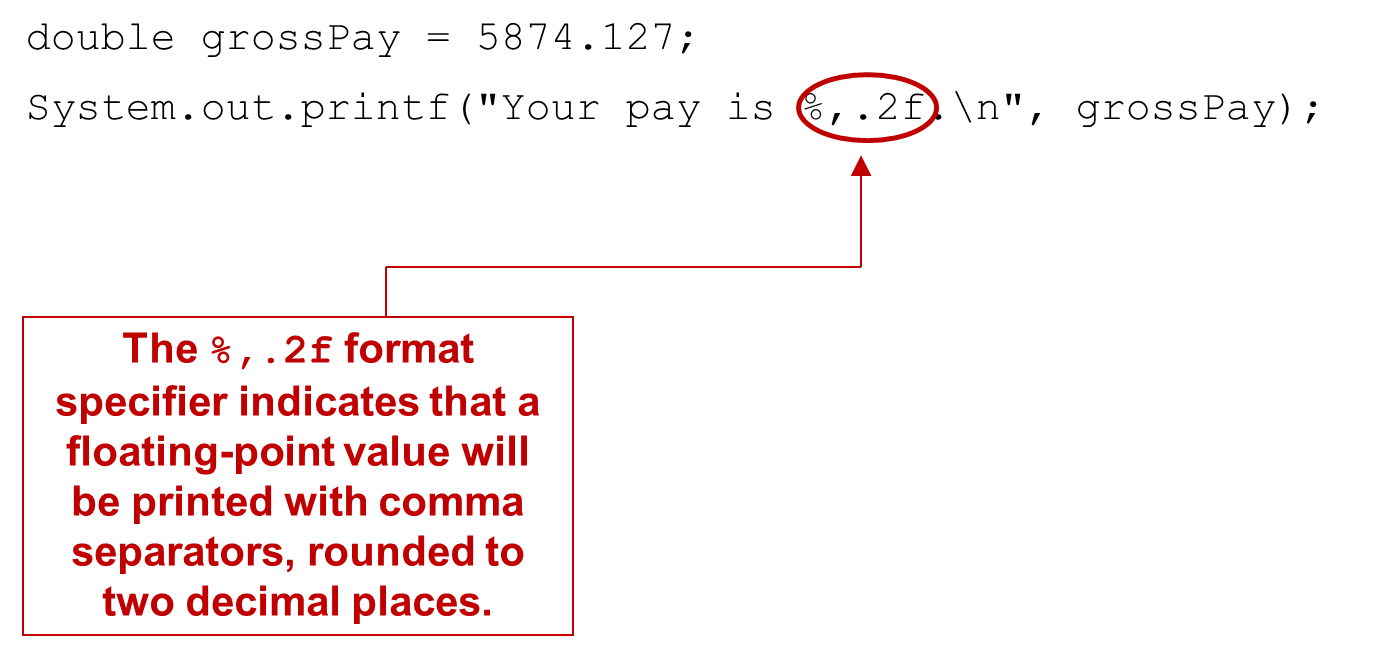 double grossPay = 5874.127;
System.out.printf("Your pay is %,.2f.\n", grossPay);
The %,.2f format
specifier indicates that a
floating-point value will
be printed with comma
separators, rounded to
two decimal places.